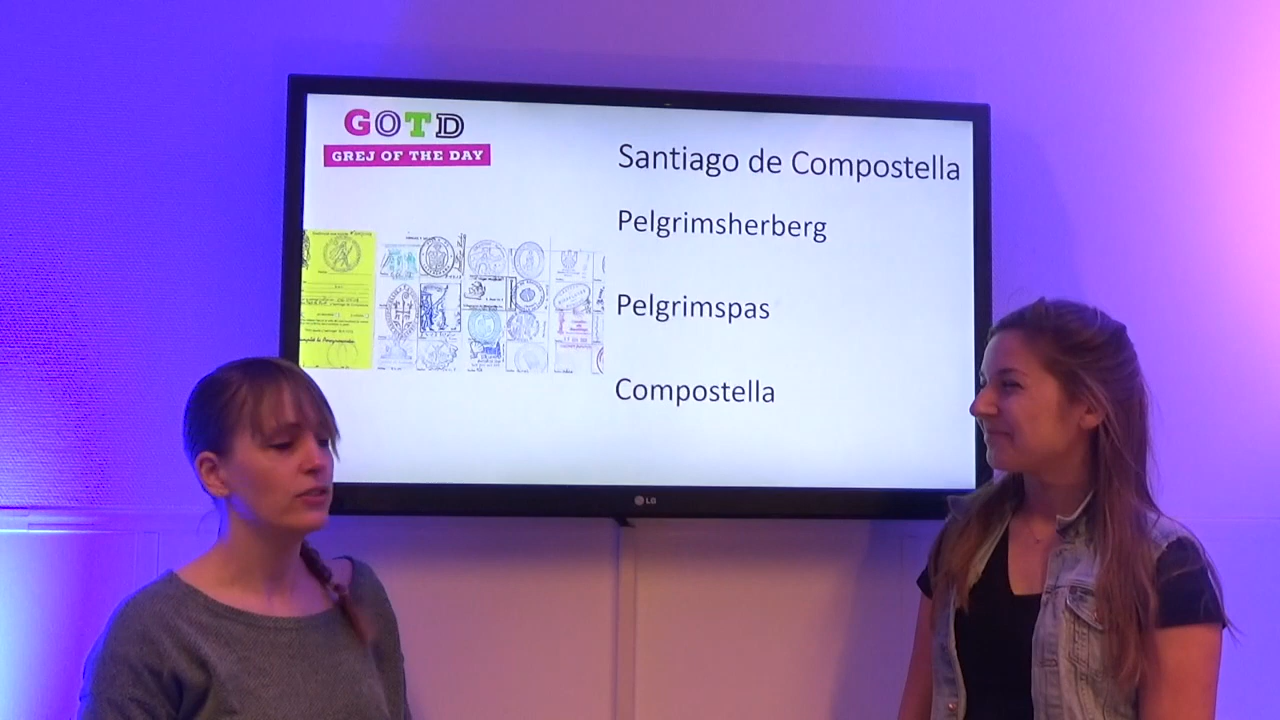 GOTD
GREJ OF THE DAY
Santiago de Compostella
Pelgrimsherberg
Pelgrimspas
Compostella
LG